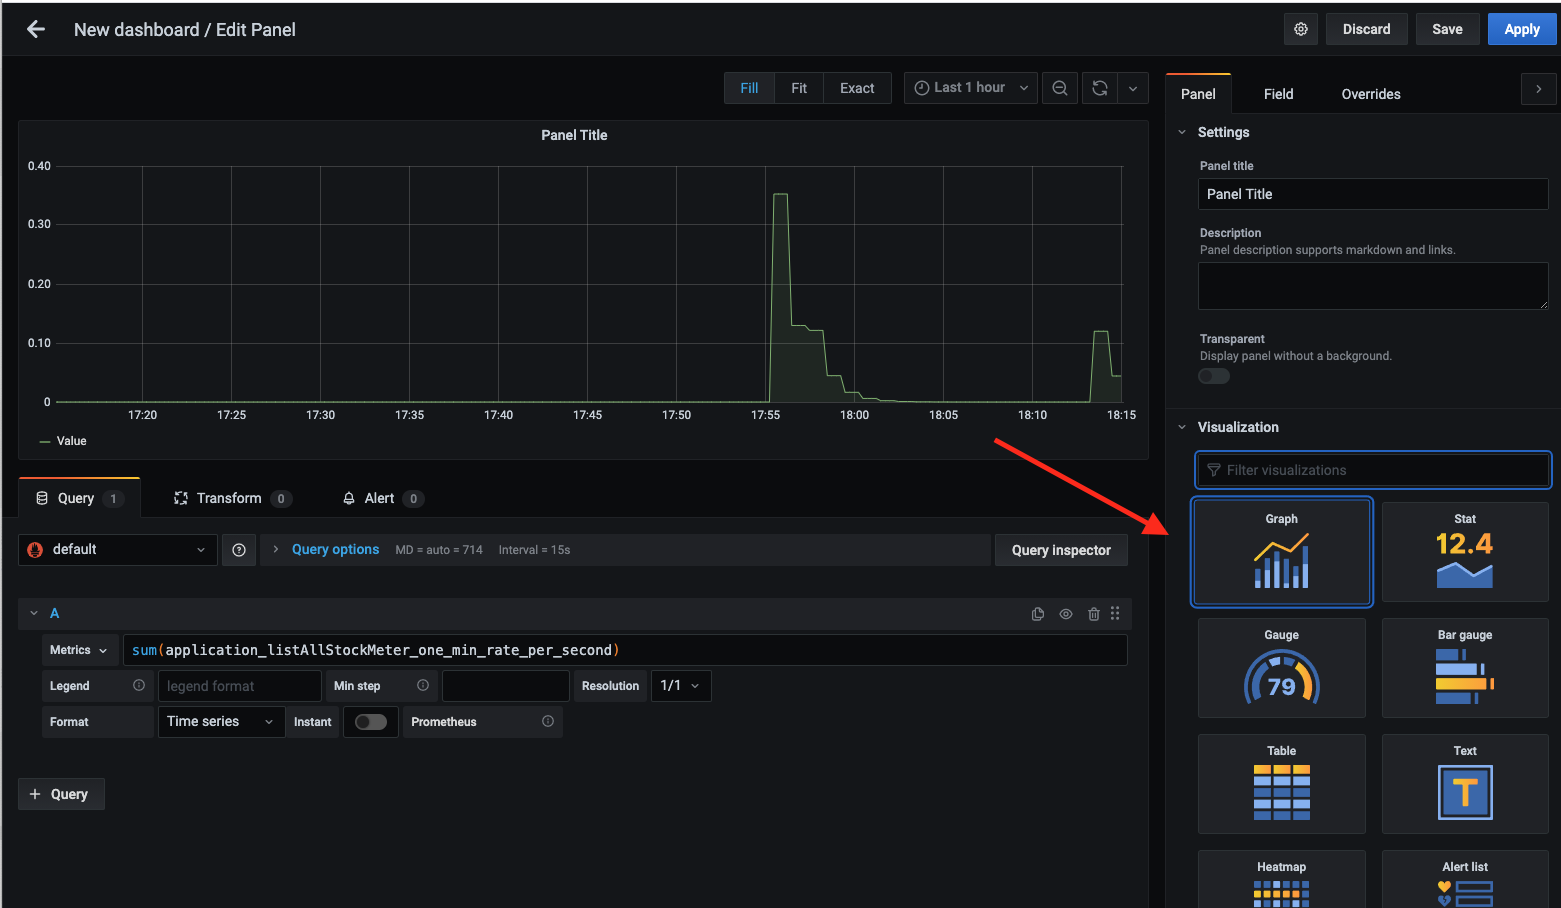 New dashboard / Edit Panel
Discard
Save
Apply
Fill
Fit
Exact
Last 1 hour
Panel
Field
Overrides
Panel Title
0.40
0.30
0.20
0.10
0
17:20
17:25
17:30
17:35
17:40
17:45
17:50
17:55
18:00
18:05
18:10
18:15
Value
Settings
Panel title
Panel Title
Description
Panel description supports markdown and links.
Transparent
Display panel without a background.
Visualization
Filter visualizations
Graph
Stat
12.4
Gauge
79
Bar gauge
Table
Text
T
Heatmap
Alert list
Query 1
Transform 0
Alert 0
default
Query options
MD = auto = 714
Interval = 15s
Query inspector
A
Metrics
sum(application_listAllStockMeter_one_min_rate_per_second)
Legend
legend format
Min step
Resolution
1/1
Format
Time series
Instant
Prometheus
+ Query